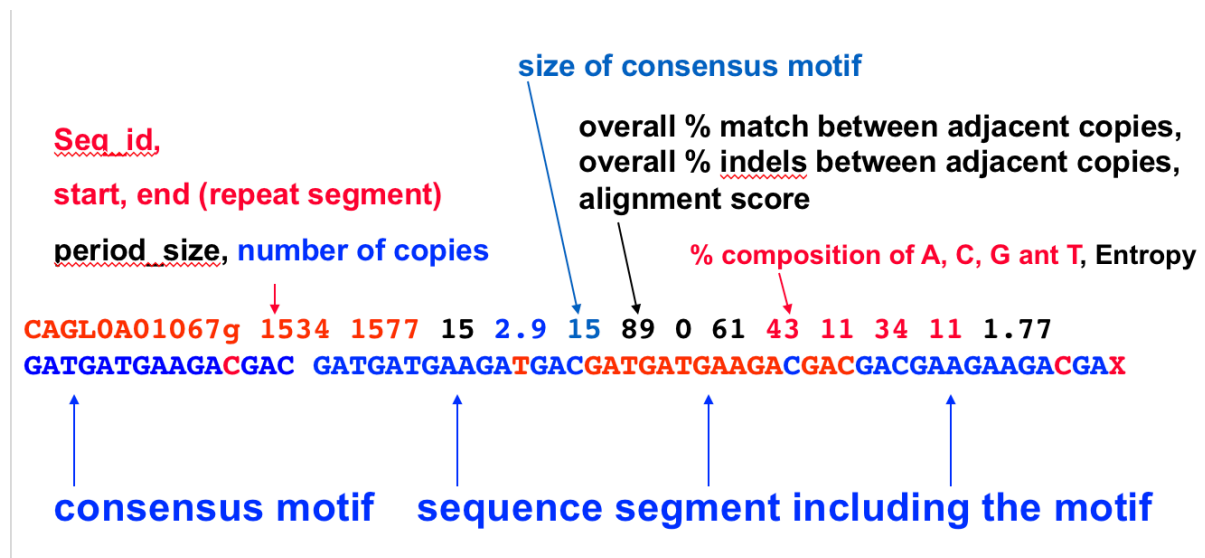 size of consensus motif
Seq_id,
start, end (repeat segment)
period_size, number of copies
overall % match between adjacent copies,
overall % indels between adjacent copies,
alignment score
% composition of A, C, G ant T, Entropy
CAGL0A01067g 1534 1577 15 2.9 15 89 0 61 43 11 34 11 1.77
GATGATGAAGACGAC GATGATGAAGATGACGATGATGAAGACGACGACGAAGAAGACGAX
consensus motif
sequence segment including the motif